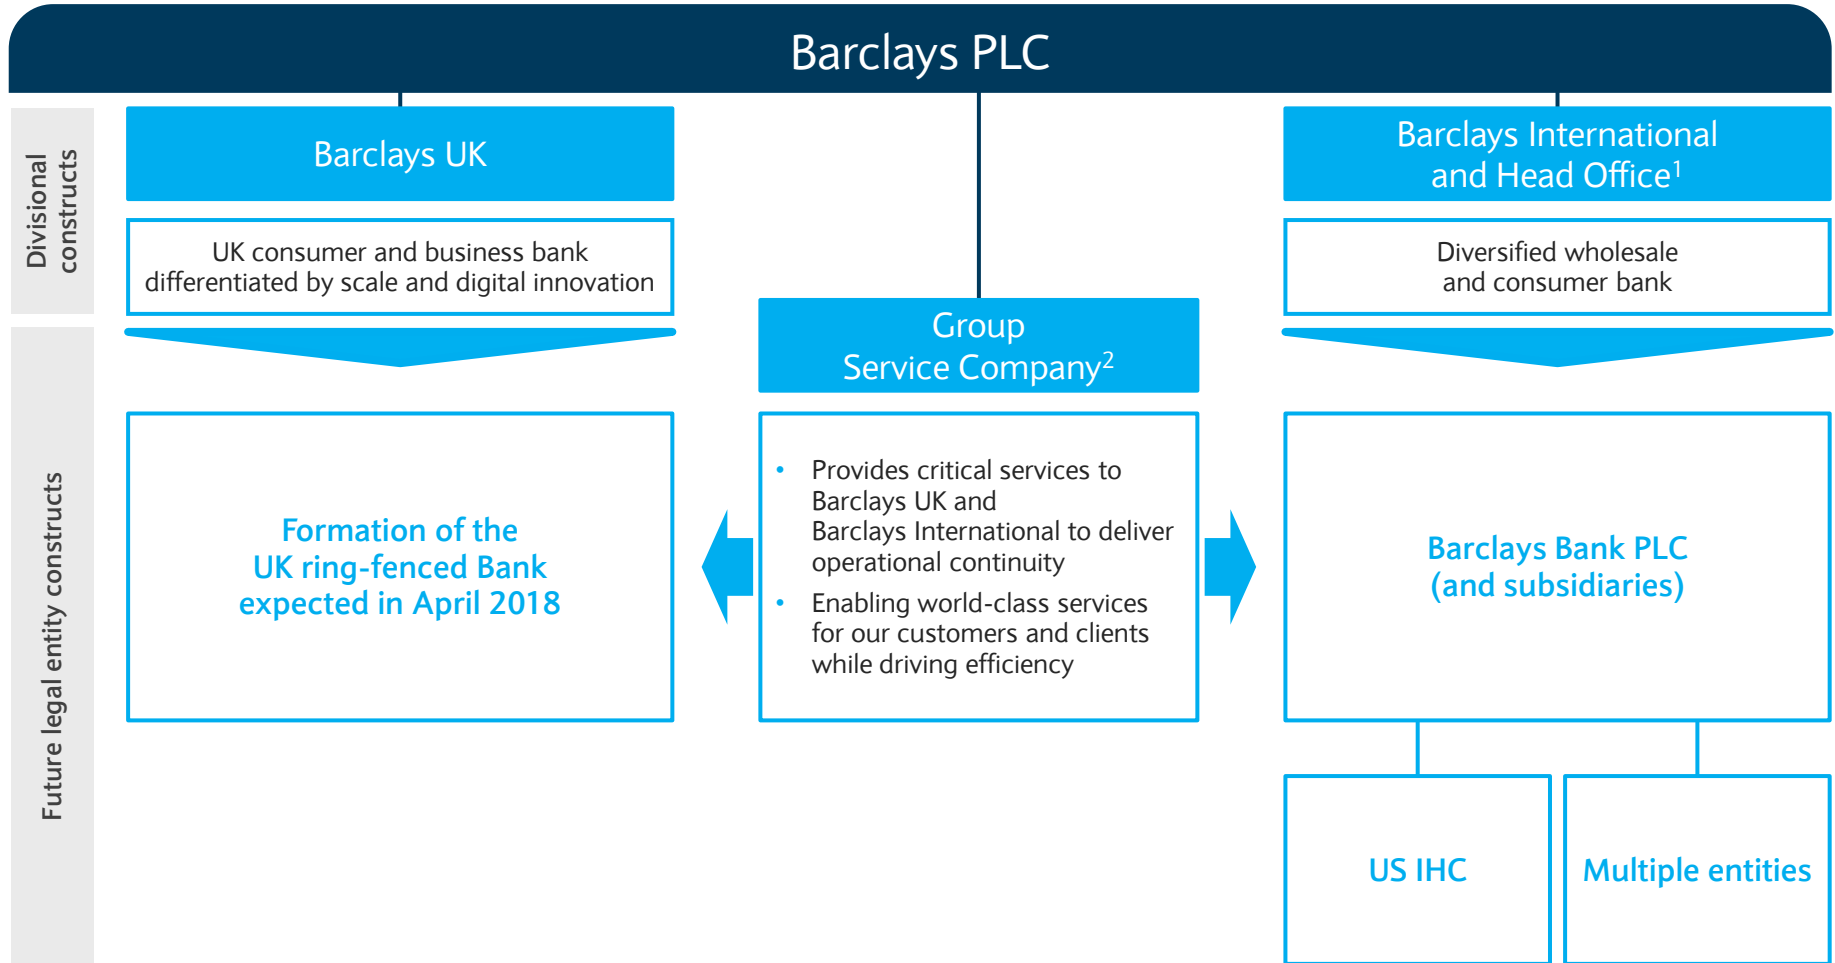 Barclays PLC
Divisional
constructs
Barclays UK
UK consumer and business bank
differentiated by scale and digital innovation
Barclays International
and Head Office¹
Diversified wholesale
and consumer bank
Group
Service Company²
Future legal entity constructs
Formation of the
UK ring-fenced Bank
expected in April 2018
• Provides critical services to
Barclays UK and
Barclays International to deliver
operational continuity
• Enabling world-class services
for our customers and clients
while driving efficiency
Barclays Bank PLC
(and subsidiaries)
US IHC
Multiple entities